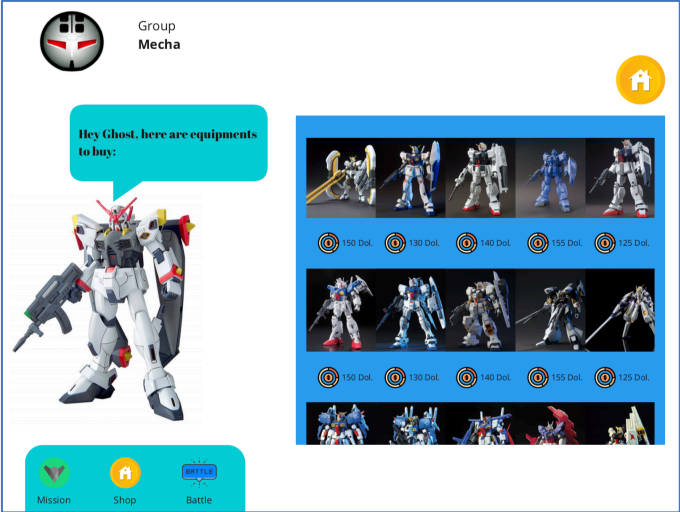 Group
Mecha
Hey Ghost, here are equipments
to buy:
150 Dol. 130 Dol. 140 Dol. 155 Dol. 125 Dol.
150 Dol. 130 Dol. 140 Dol. 155 Dol. 125 Dol.
BATTLE
Mission Shop Battle